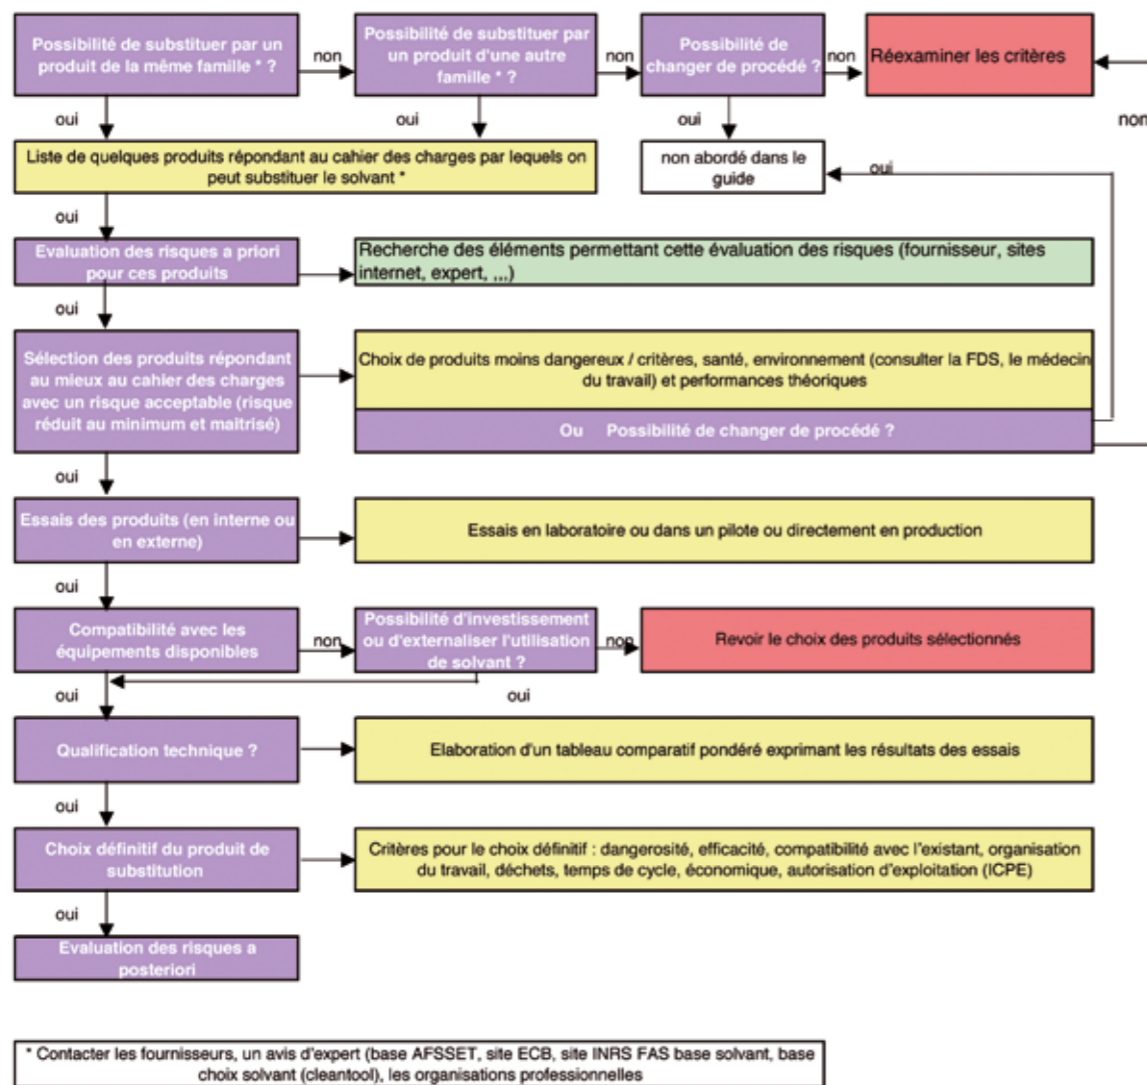 Possibilité de substituer par un
produit de la même famille * ?
non
Possibilité de substituer par
un produit d'une autre
famille * ?
non
Possibilité de
changer de procédé ?
non
Réexaminer les critères
oui
oui
oui
non
Liste de quelques produits répondant au cahier des charges par lequels on
peut substituer le solvant *
non abordé dans le
guide
oui
oui
Evaluation des risques a priori
pour ces produits
Recherche des éléments permettant cette évaluation des risques (fournisseur, sites
internet, expert, ,,,)
oui
Sélection des produits répondant
au mieux au cahier des charges
avec un risque acceptable (risque
réduit au minimum et maitrisé)
Choix de produits moins dangereux / critères, santé, environnement (consulter la FDS, le médecin
du travail) et performances théoriques
Ou Possibilité de changer de procédé ?
oui
Essais des produits (en interne ou
en externe)
Essais en laboratoire ou dans un pilote ou directement en production
oui
Compatibilité avec les
équipements disponibles
non
Possibilité d'investissement
ou d'externaliser l'utilisation
de solvant ?
non
Revoir le choix des produits sélectionnés
oui
oui
Qualification technique ?
Elaboration d'un tableau comparatif pondéré exprimant les résultats des essais
oui
Choix définitif du produit de
substitution
Critères pour le choix définitif : dangerosité, efficacité, compatibilité avec l'existant, organisation
du travail, déchets, temps de cycle, économique, autorisation d'exploitation (ICPE)
oui
Evaluation des risques a
posteriori
* Contacter les fournisseurs, un avis d'expert (base AFSSET, site ECB, site INRS FAS base solvant, base
choix solvant (cleantool), les organisations professionnelles